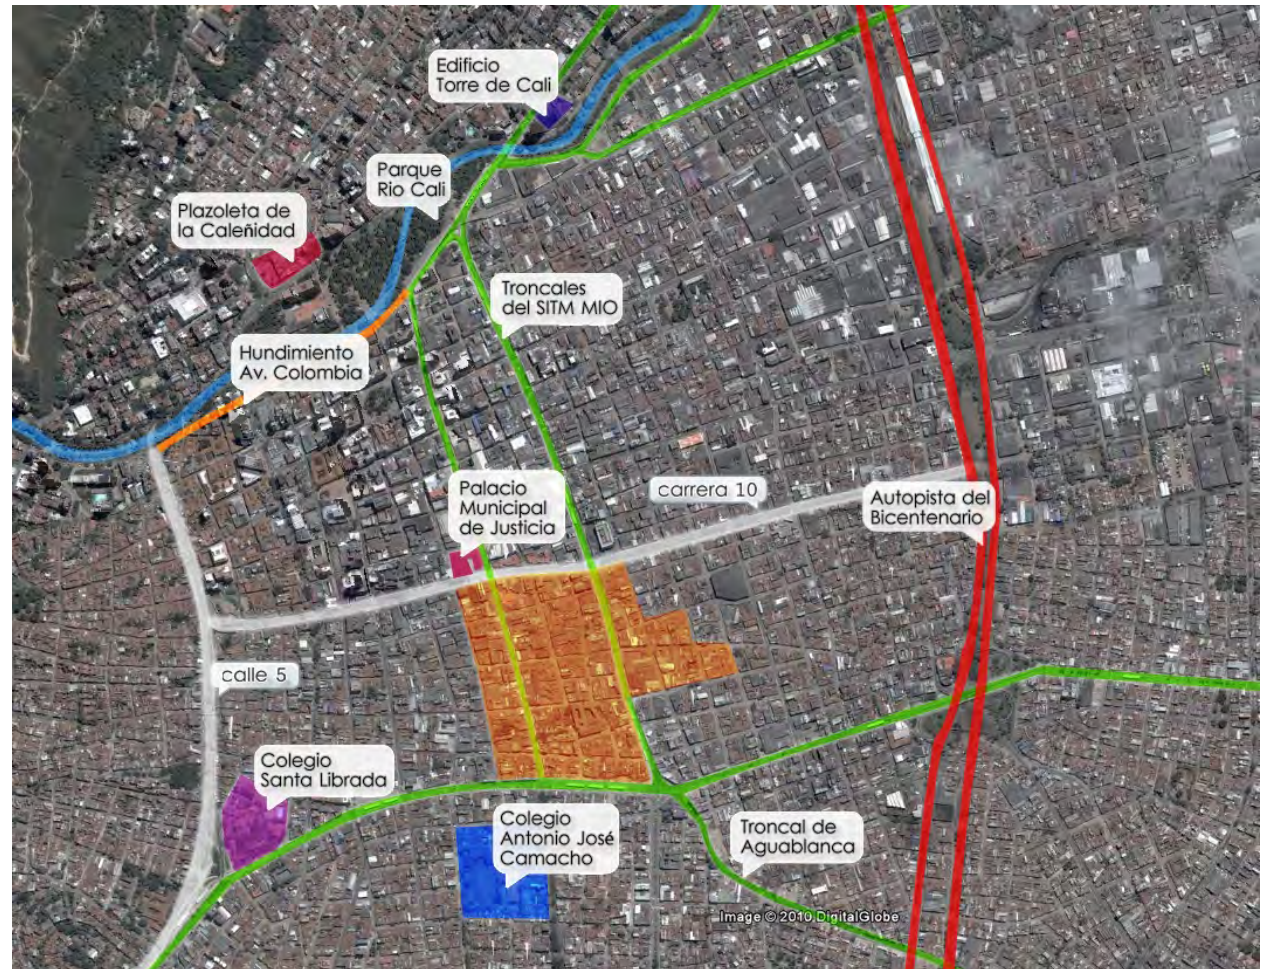 Edificio
Torre de Cali
Parque
Rio Cali
Plazoleta de
la Caleñidad
Troncales
del SITM MIO
Hundimiento
Av. Colombia
Palacio
Municipal
de Justicia
carrera 10
Autopista del
Bicentenario
calle 5
Colegio
Santa Librada
Colegio
Antonio José
Camacho
Troncal de
Aguablanca
Image © 2010 DigitalGlobe